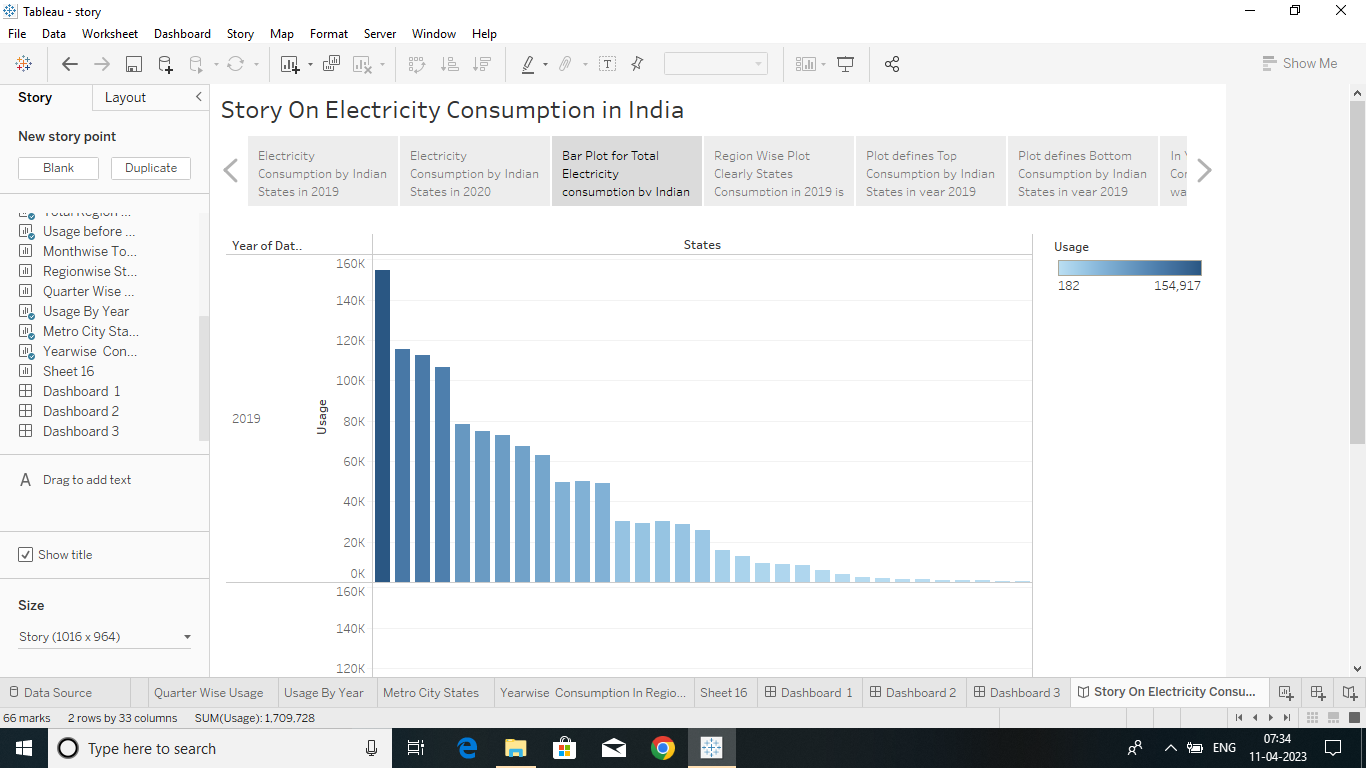 Tableau - story
File Data Worksheet Dashboard Story Map Format Server Window Help
Show Me
Story Layout
New story point
Blank Duplicate
Total Region ...
Usage before ...
Monthwise To...
Regionwise St...
Quarter Wise ...
Usage By Year
Metro City Sta...
Yearwise Con...
Sheet 16
Dashboard 1
Dashboard 2
Dashboard 3
A Drag to add text
Show title
Size
Story (1016 x 964)
Story On Electricity Consumption in India
Electricity
Consumption by Indian
States in 2019
Electricity
Consumption by Indian
States in 2020
Bar Plot for Total
Electricity
consumption by Indian
Region Wise Plot
Clearly States
Consumption in 2019 is
Plot defines Top
Consumption by Indian
States in year 2019
Plot defines Bottom
Consumption by Indian
States in year 2019
In Y
Con
wa
Year of Dat..
States
160K
140K
120K
100K
80K
60K
40K
20K
0K
2019
Usage
160K
140K
120K
Usage
182 154,917
Data Source Quarter Wise Usage Usage By Year Metro City States Yearwise Consumption In Regio... Sheet 16 Dashboard 1 Dashboard 2 Dashboard 3 Story On Electricity Consu...
66 marks 2 rows by 33 columns SUM(Usage): 1,709,728
Type here to search
ENG
07:34
11-04-2023